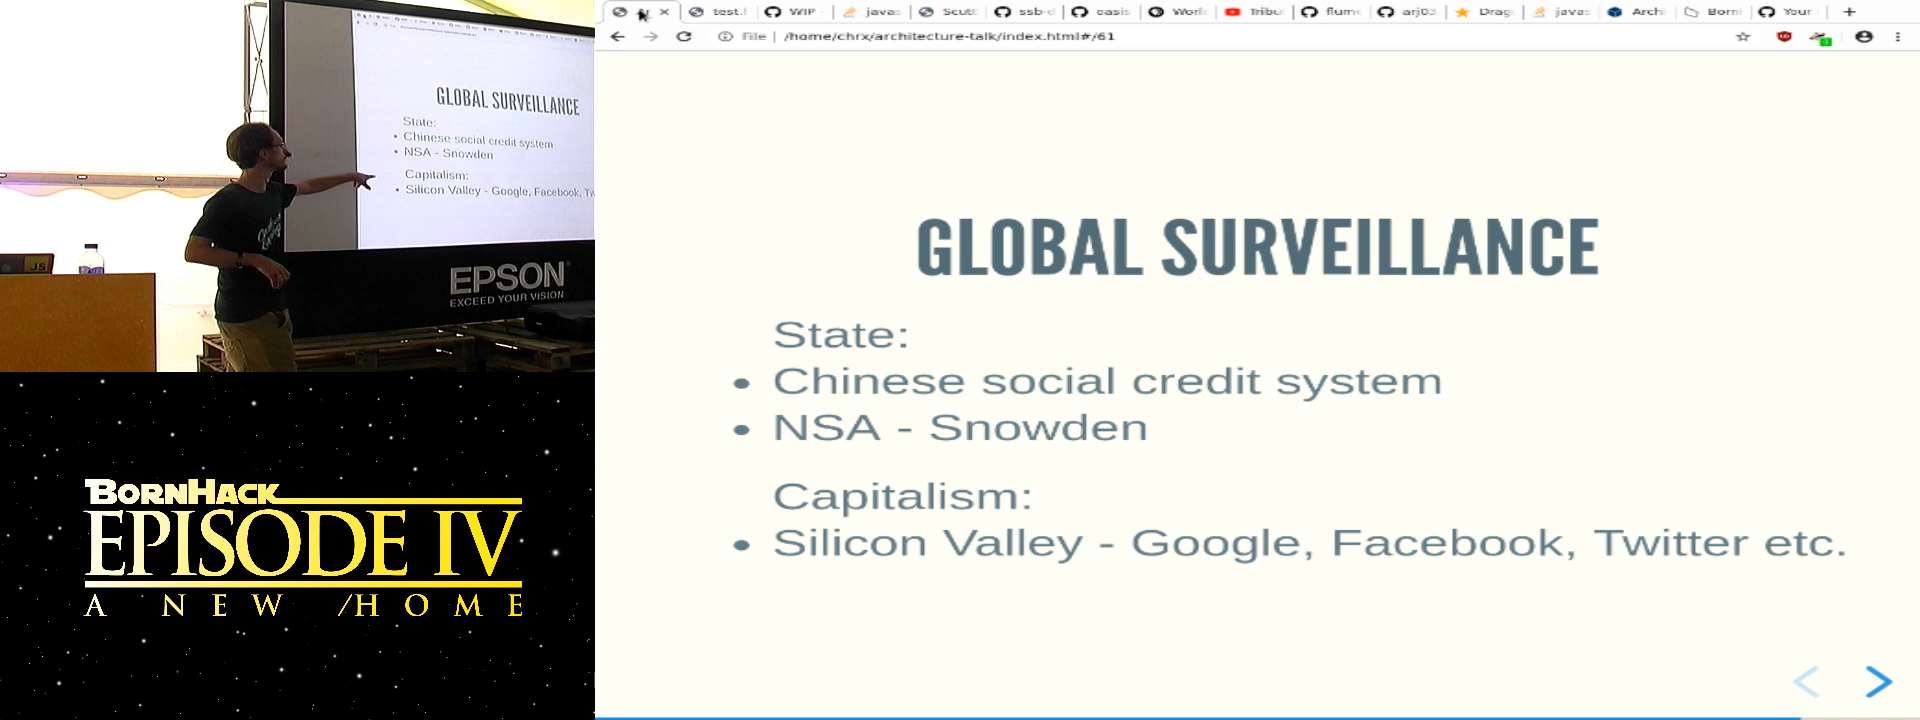 GLOBAL SURVEILLANCE
State:
• Chinese social credit system
• NSA - Snowden
Capitalism:
• Silicon Valley - Google, Facebook, Tw
JS
EPSON
EXCEED YOUR VISION
BORNHACK
EPISODE IV
A NEW /HOME
test.l WIP javas Scutt ssb-c oasis Worl Tribu flum arj03 Drag javas Archi Born Your
File | /home/chrx/architecture-talk/index.html#/61
GLOBAL SURVEILLANCE
State:
• Chinese social credit system
• NSA - Snowden
Capitalism:
• Silicon Valley - Google, Facebook, Twitter etc.